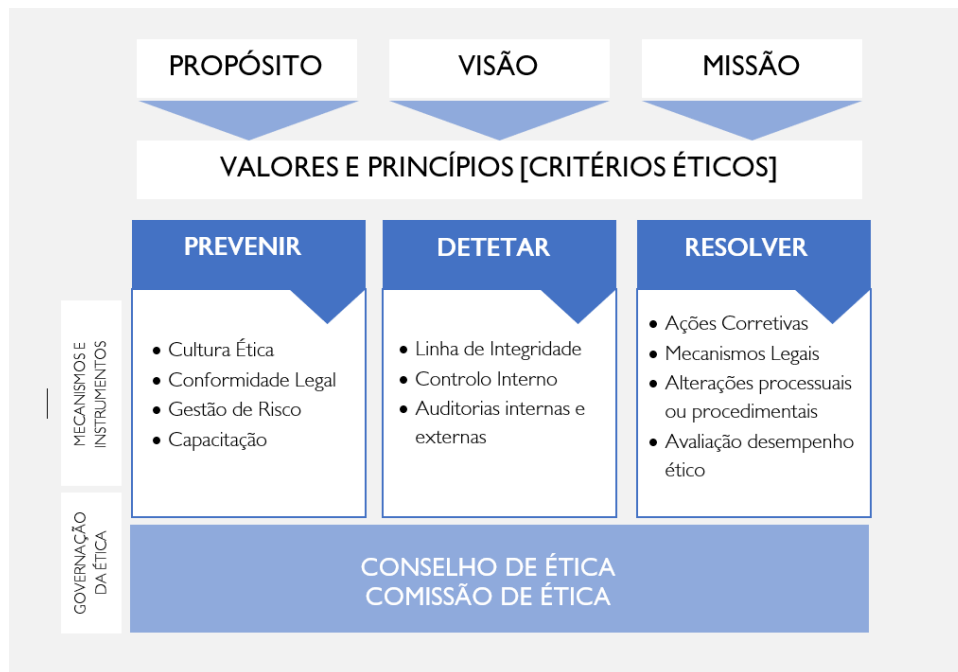 PROPÓSITO
VISÃO
MISSÃO
VALORES E PRINCÍPIOS [CRITÉRIOS ÉTICOS]
PREVENIR
DETETAR
RESOLVER
MECANISMOS E
INSTRUMENTOS
• Cultura Ética
• Conformidade Legal
• Gestão de Risco
• Capacitação
• Linha de Integridade
• Controlo Interno
• Auditorias internas e
externas
• Ações Corretivas
• Mecanismos Legais
• Alterações processuais
ou procedimentais
• Avaliação desempenho
ético
GOVERNAÇÃO
DA ÉTICA
CONSELHO DE ÉTICA
COMISSÃO DE ÉTICA